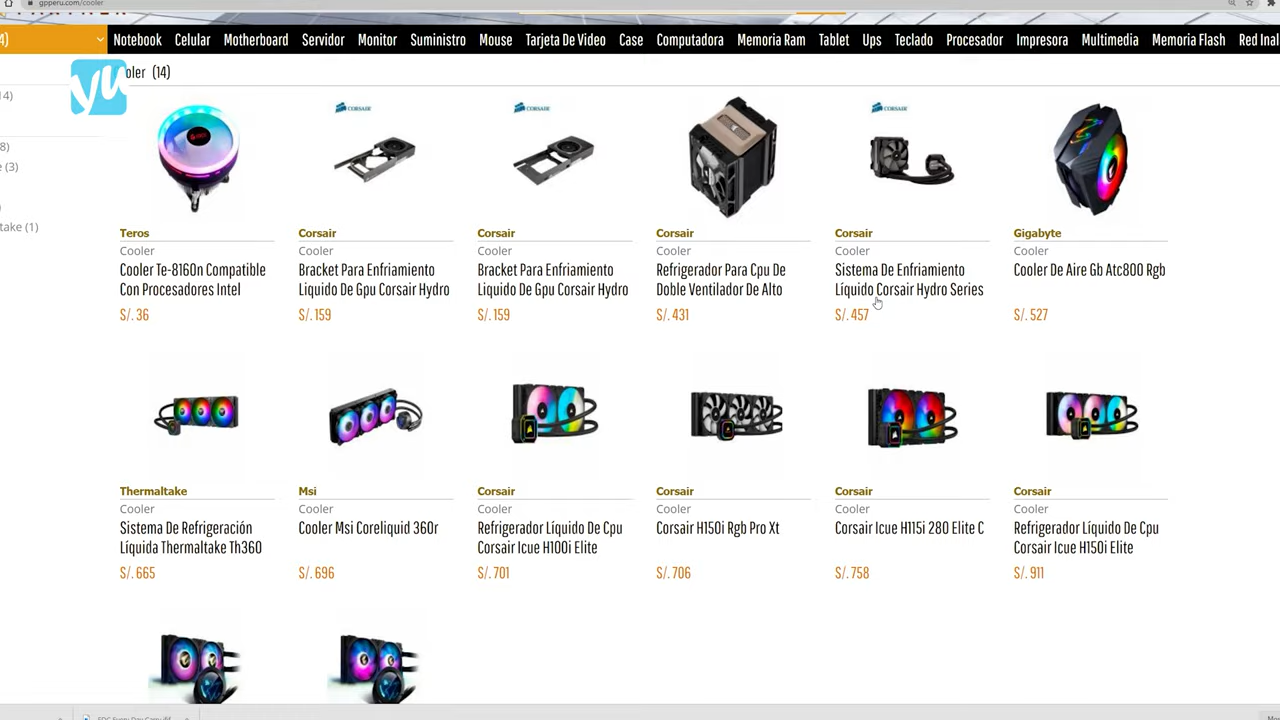 gpperu.com/cooler
4)
Notebook Celular Motherboard Servidor Monitor Suministro Mouse Tarjeta De Video Case Computadora Memoria Ram Tablet Ups Teclado Procesador Impresora Multimedia Memoria Flash Red Inal
yu
oler (14)
14)
8)
e (3)
)
take (1)
CORSAIR CORSAIR CORSAIR
Teros Corsair Corsair Corsair Corsair Gigabyte
Cooler Cooler Cooler Cooler Cooler Cooler
Cooler Te-8160n Compatible Bracket Para Enfriamiento Bracket Para Enfriamiento Refrigerador Para Cpu De Sistema De Enfriamiento Cooler De Aire Gb Atc800 Rgb
Con Procesadores Intel Liquido De Gpu Corsair Hydro Liquido De Gpu Corsair Hydro Doble Ventilador De Alto Líquido Corsair Hydro Series
S/. 36 S/. 159 S/. 159 S/. 431 S/. 457 S/. 527
Thermaltake Msi Corsair Corsair Corsair Corsair
Cooler Cooler Cooler Cooler Cooler Cooler
Sistema De Refrigeración Cooler Msi Coreliquid 360r Refrigerador Líquido De Cpu Corsair H150i Rgb Pro Xt Corsair Icue H115i 280 Elite C Refrigerador Líquido De Cpu
Líquida Thermaltake Th360 Corsair Icue H100i Elite Corsair Icue H150i Elite
S/. 665 S/. 696 S/. 701 S/. 706 S/. 758 S/. 911